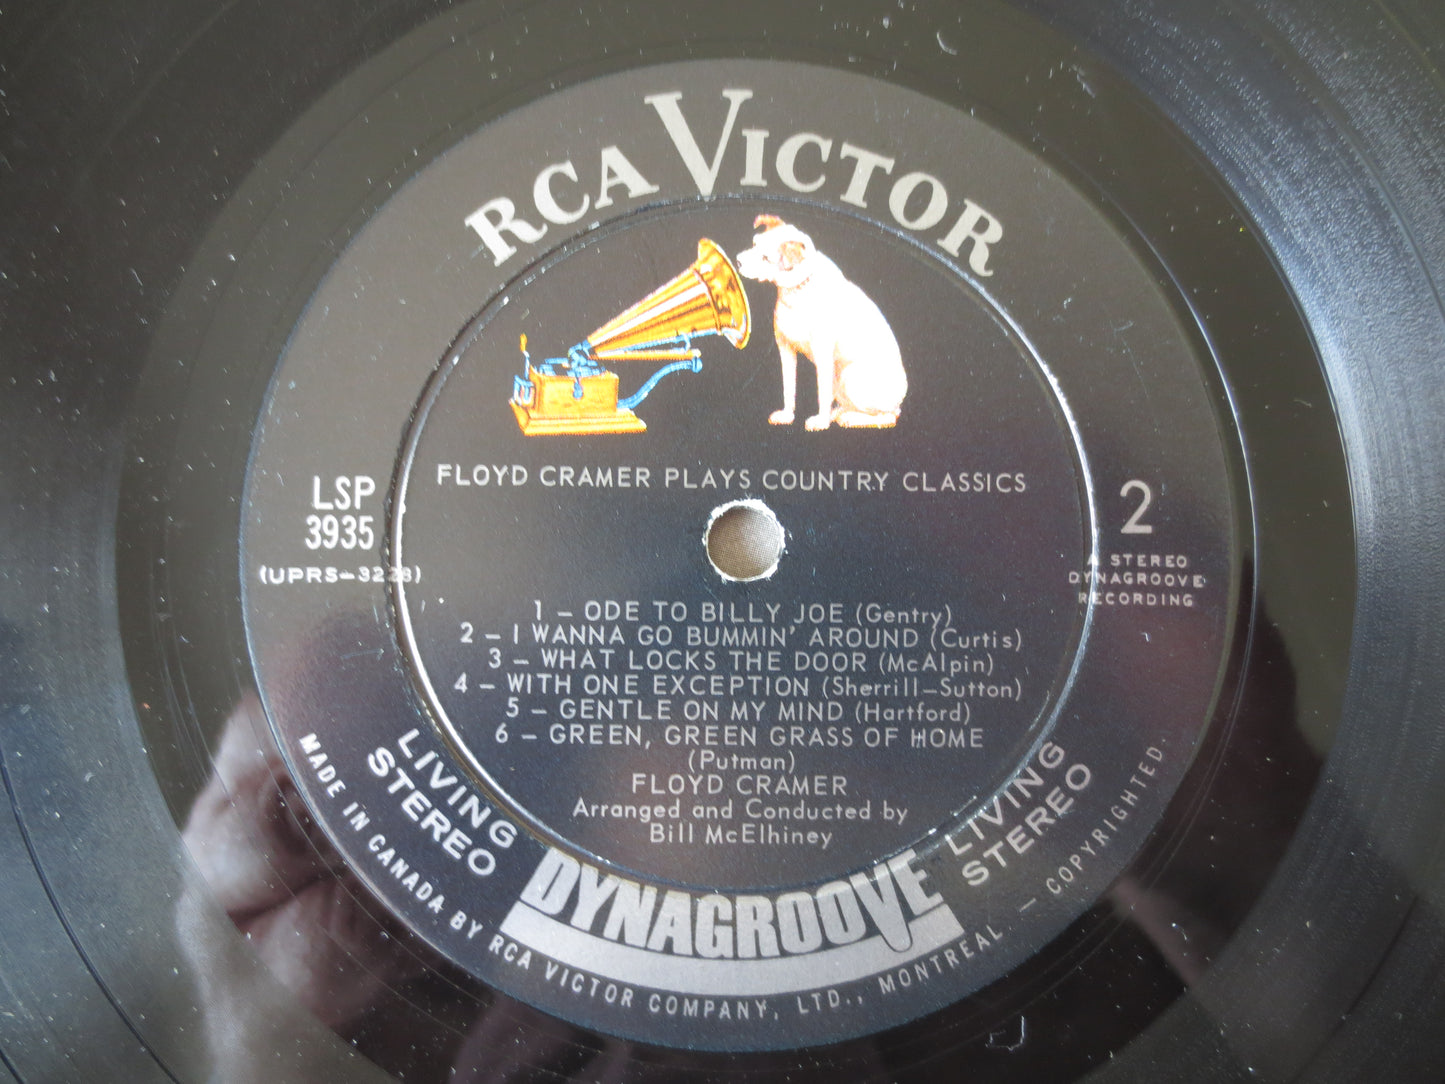 RCA VICTOR
FLOYD CRAMER PLAYS COUNTRY CLASSICS
LSP
3935
(UPRS-3228)
2
A STEREO
DYNAGROOVE
RECORDING
1 – ODE TO BILLY JOE (Gentry)
2 – I WANNA GO BUMMIN' AROUND (Curtis)
3 – WHAT LOCKS THE DOOR (McAlpin)
4 – WITH ONE EXCEPTION (Sherrill–Sutton)
5 – GENTLE ON MY MIND (Hartford)
6 – GREEN, GREEN GRASS OF HOME
(Putman)
FLOYD CRAMER
Arranged and Conducted by
Bill McElhiney
LIVING
STEREO
DYNAGROOVE
LIVING
STEREO
MADE IN CANADA BY RCA VICTOR COMPANY, LTD., MONTREAL — COPYRIGHTED.